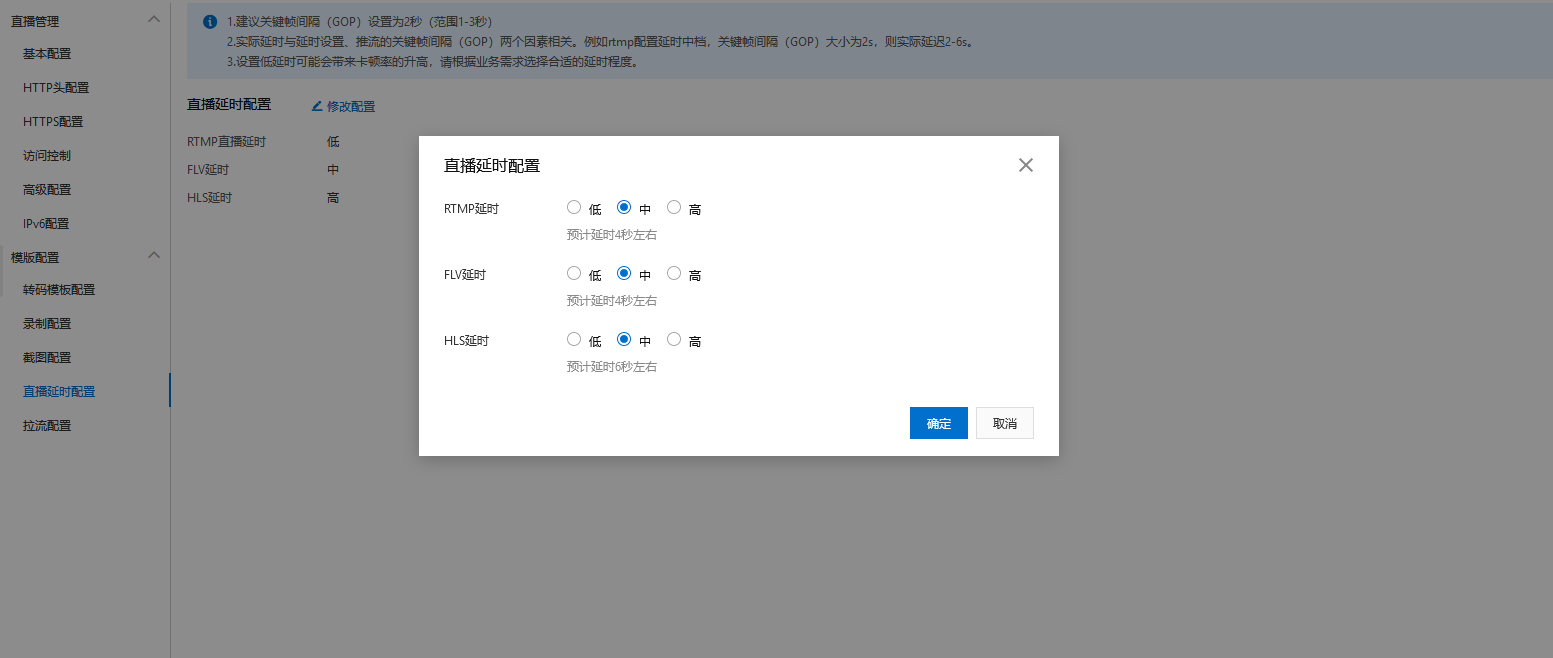 直播管理
基本配置
HTTP头配置
HTTPS配置
访问控制
高级配置
IPv6配置
模版配置
转码模板配置
录制配置
截图配置
直播延时配置
拉流配置
1.建议关键帧间隔（GOP）设置为2秒（范围1-3秒）
2.实际延时与延时设置、推流的关键帧间隔（GOP）两个因素相关。例如rtmp配置延时中档，关键帧间隔（GOP）大小为2s，则实际延迟2-6s。
3.设置低延时可能会带来卡顿率的升高，请根据业务需求选择合适的延时程度。
直播延时配置 修改配置
RTMP直播延时 低
FLV延时 中
HLS延时 高
直播延时配置
RTMP延时 低 中 高
预计延时4秒左右
FLV延时 低 中 高
预计延时4秒左右
HLS延时 低 中 高
预计延时6秒左右
确定 取消